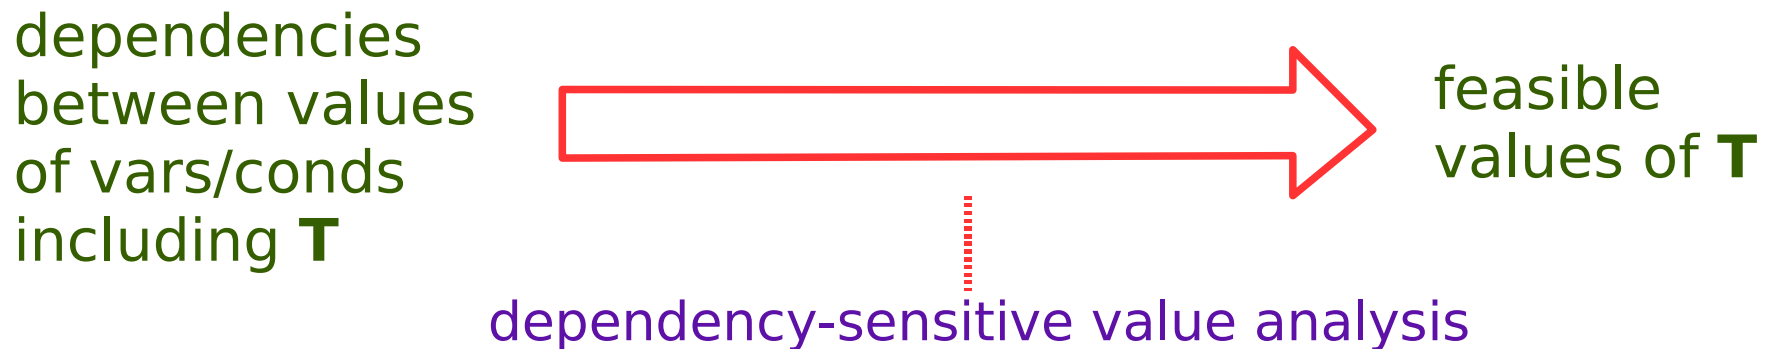 dependencies
between values
of vars/conds
including T
feasible
values of T
dependency-sensitive value analysis